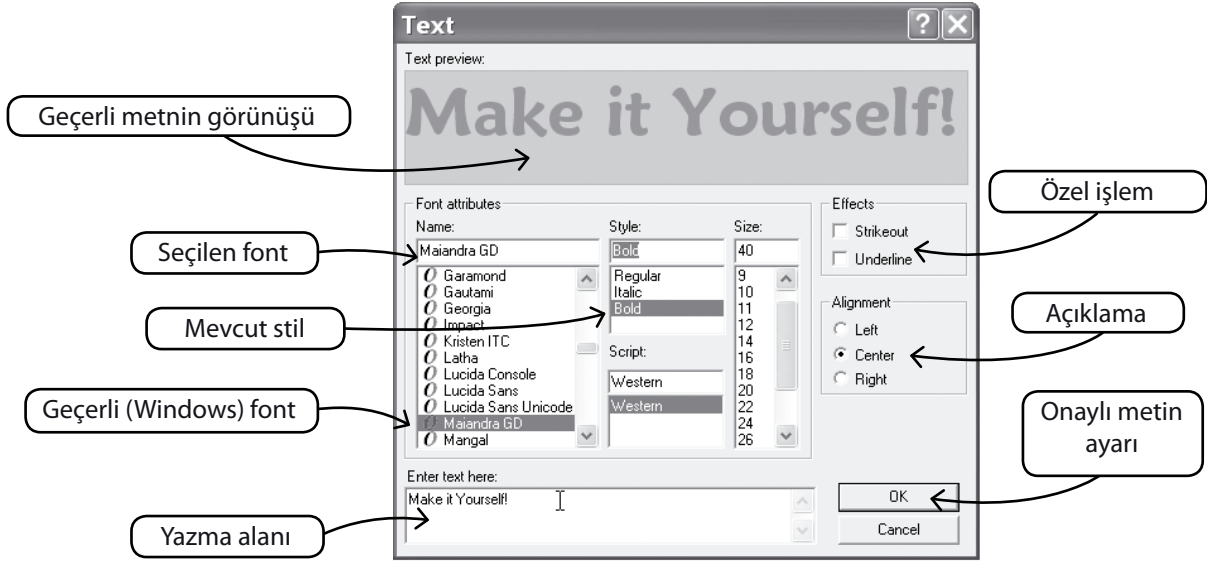 Text
Text preview:
Make it Yourself!
Geçerli metnin görünüşü
Font attributes
Name:
Style:
Size:
Maiandra GD
Bold
40
Seçilen font
Garamond
Gautami
Georgia
Impact
Kristen ITC
Latha
Lucida Console
Lucida Sans
Lucida Sans Unicode
Maiandra GD
Mangal
Regular
Italic
Bold
Mevcut stil
Script:
Western
Western
9
10
11
12
14
16
18
20
22
24
26
Geçerli (Windows) font
Effects
Strikeout
Underline
Özel işlem
Alignment
Left
Center
Right
Açıklama
Onaylı metin
ayarı
Enter text here:
Make it Yourself!
Yazma alanı
OK
Cancel